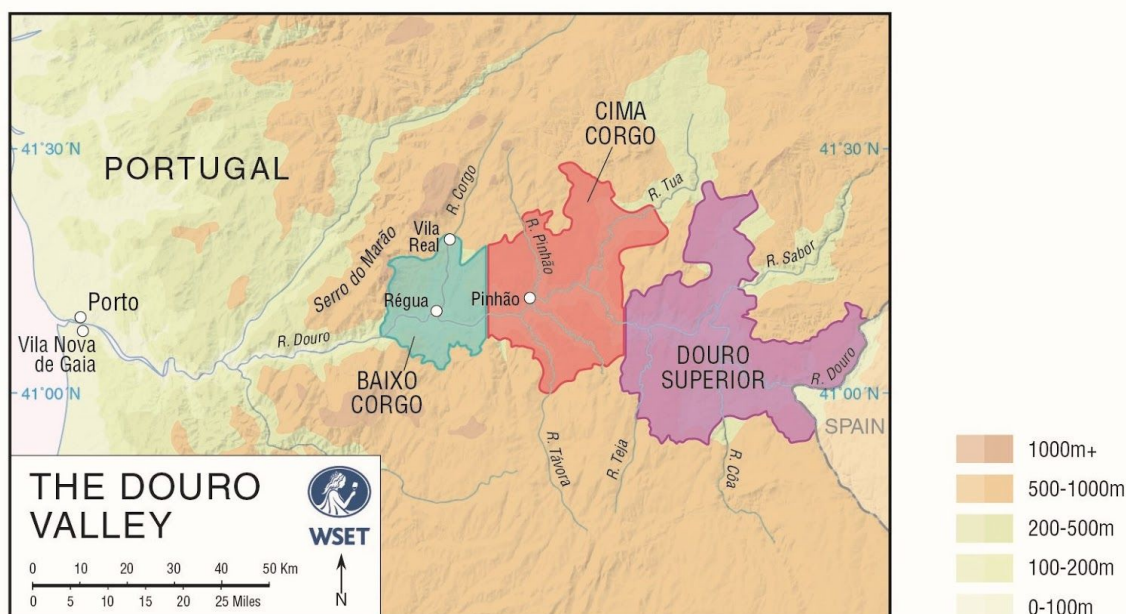 CIMA
CORGO
41°30´N
41°30´N
PORTUGAL
R. Corgo
R. Tua
R. Pinhão
Vila
Real
Serro do Marão
R. Sabor
Porto
Régua
Pinhão
Vila Nova
de Gaia
R. Douro
DOURO
SUPERIOR
BAIXO
CORGO
R. Douro
41°00´N
41°00´N
SPAIN
R. Távora
R. Teja
R. Côa
THE DOURO
VALLEY
WSET
0 10 20 30 40 50 Km
0 5 10 15 20 25 Miles
N
1000m+
500-1000m
200-500m
100-200m
0-100m